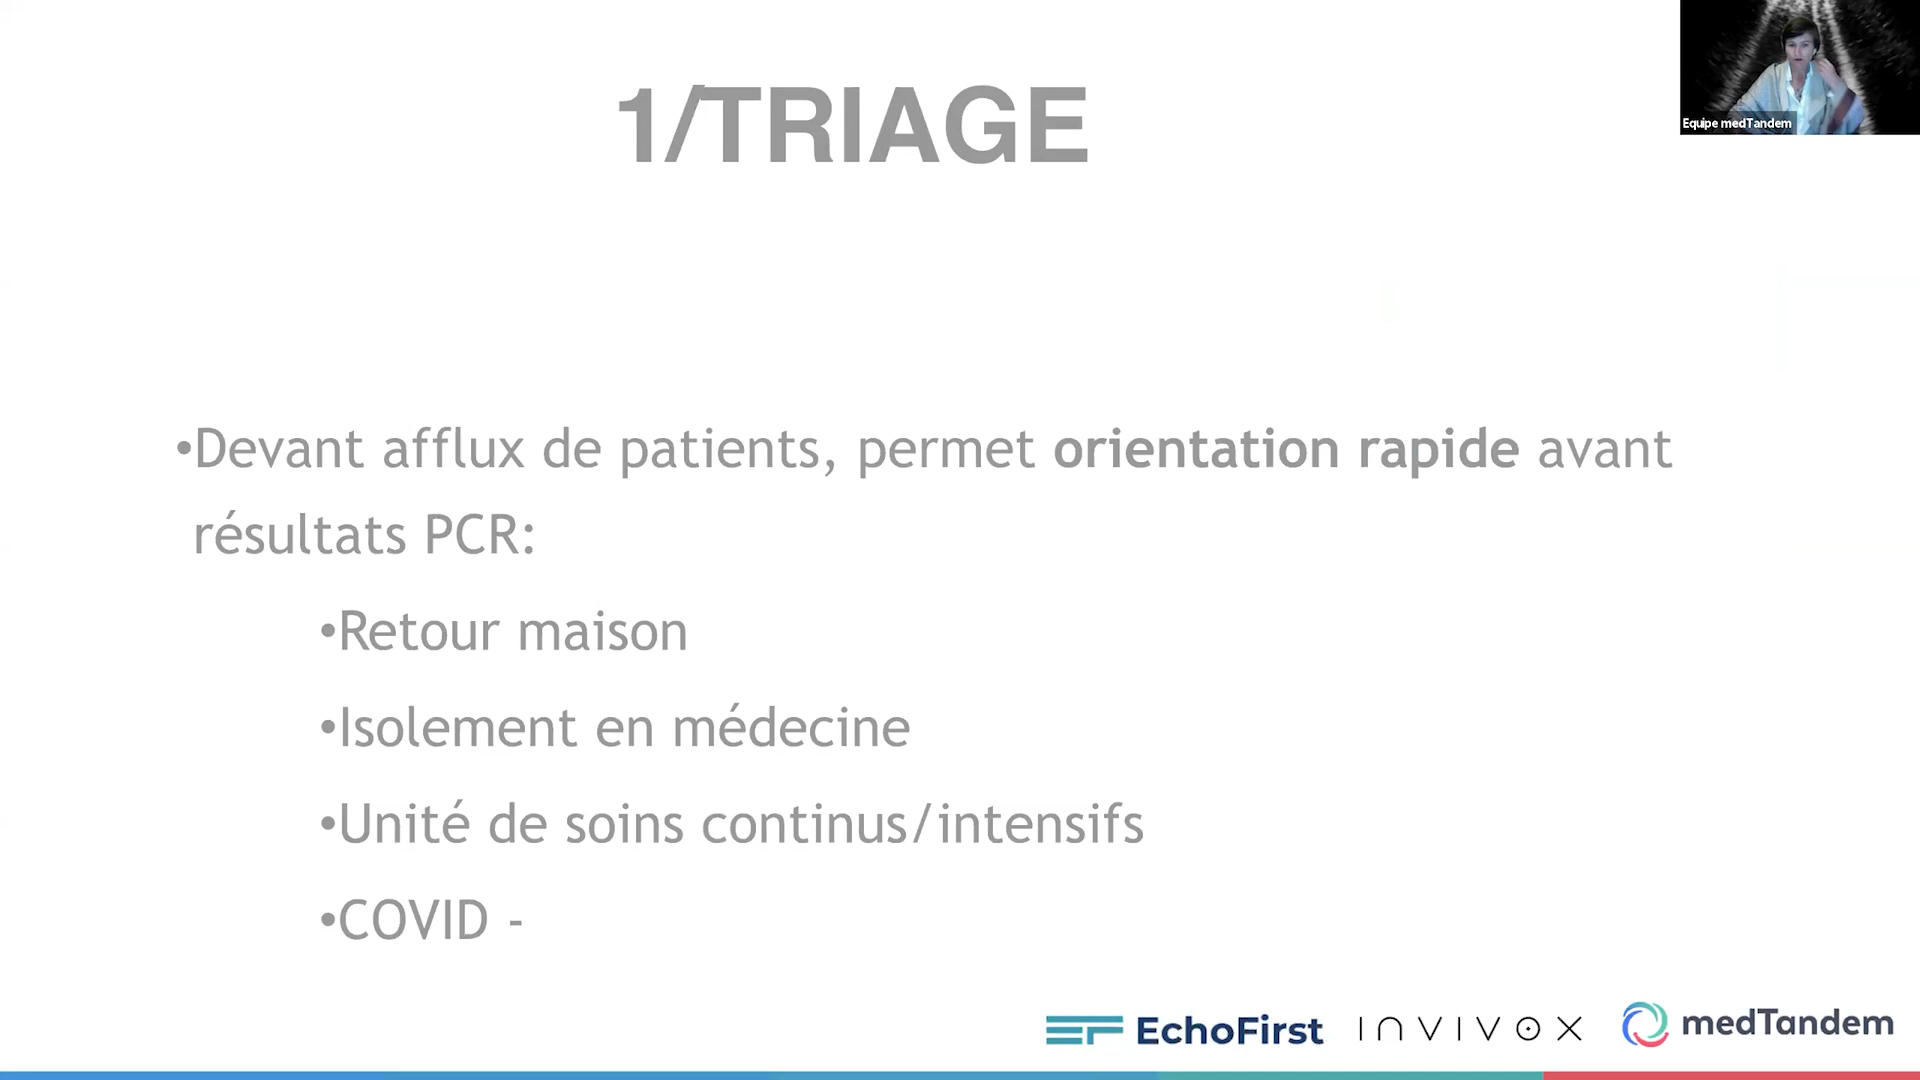 1/TRIAGE
Equipe medTandem
•Devant afflux de patients, permet orientation rapide avant
résultats PCR:
•Retour maison
•Isolement en médecine
•Unité de soins continus/intensifs
•COVID -
EchoFirst
INVIVOX
medTandem